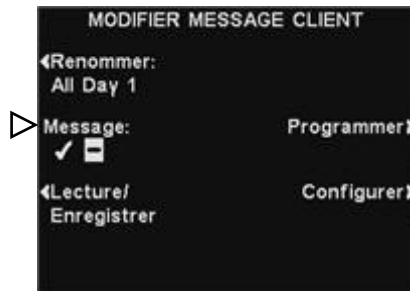 MODIFIER MESSAGE CLIENT
Renommer:
All Day 1
Message:
Programmer
Lecture/
Enregistrer
Configurer